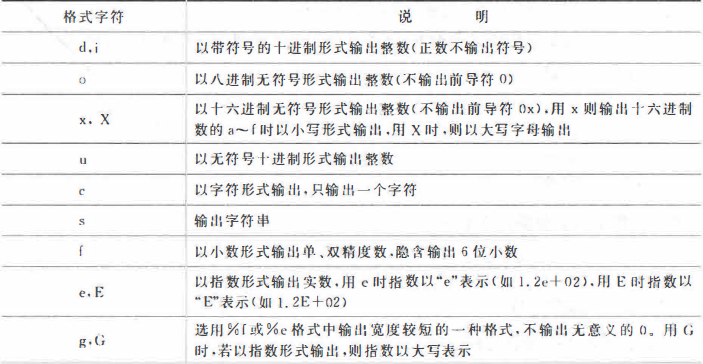 格式字符 说 明
d,i 以带符号的十进制形式输出整数(正数不输出符号)
o 以八进制无符号形式输出整数(不输出前导符0)
x, X 以十六进制无符号形式输出整数(不输出前导符0x),用x则输出十六进制
数的a~f时以小写形式输出,用X时,则以大写字母输出
u 以无符号十进制形式输出整数
c 以字符形式输出,只输出一个字符
s 输出字符串
f 以小数形式输出单、双精度数,隐含输出6位小数
e,E 以指数形式输出实数,用e时指数以“e”表示(如1.2e+02),用E时指数以
“E”表示(如1.2E+02)
g,G 选用%f或%e格式中输出宽度较短的一种格式,不输出无意义的0。用G
时,若以指数形式输出,则指数以大写表示